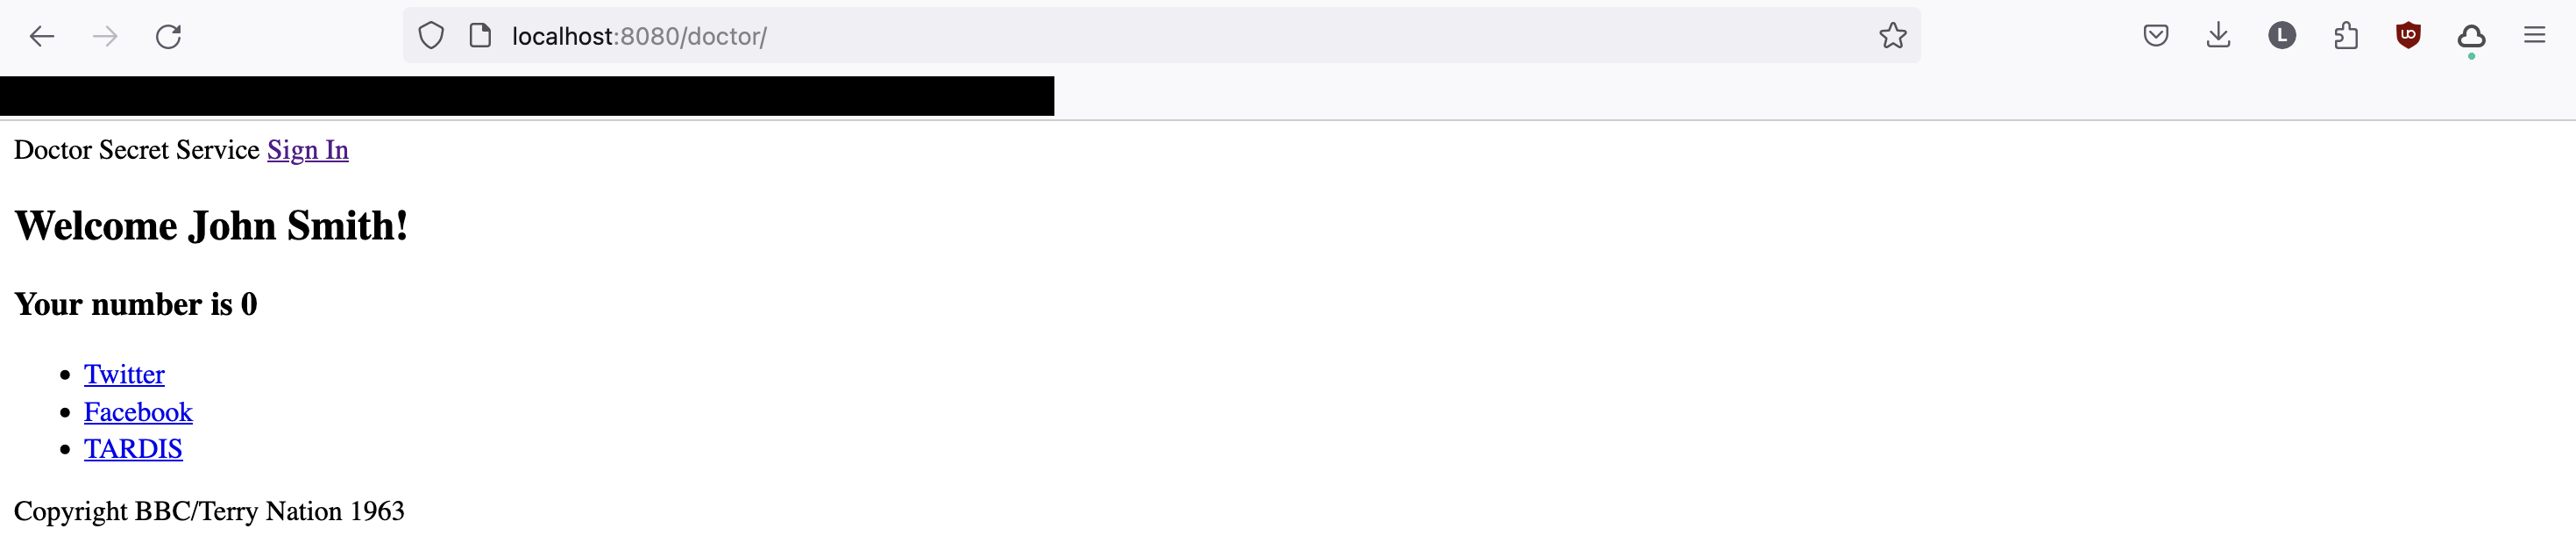 localhost:8080/doctor/
L
Doctor Secret Service Sign In
Welcome John Smith!
Your number is 0
Twitter
Facebook
TARDIS
Copyright BBC/Terry Nation 1963